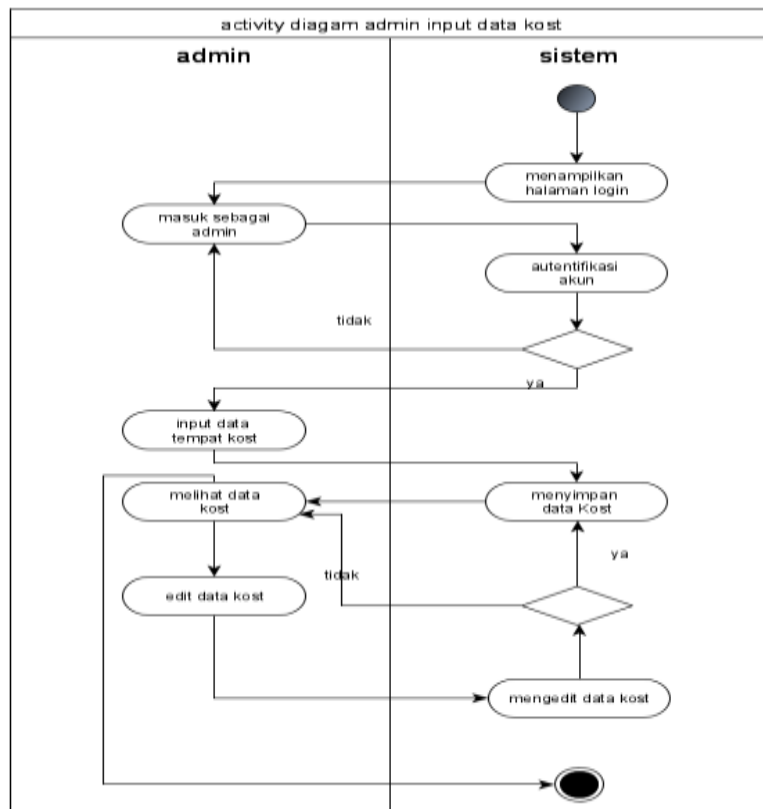 activity diagam admin input data kost
admin
sistem
menampilkan
halaman login
masuk sebagai
admin
autentifikasi
akun
tidak
ya
input data
tempat kost
melihat data
kost
menyimpan
data Kost
ya
tidak
edit data kost
mengedit data kost